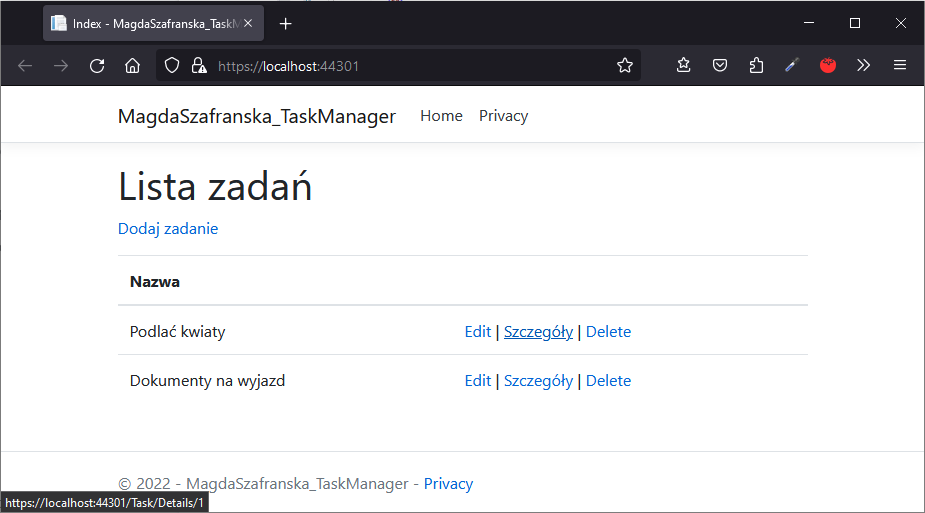 Index - MagdaSzafranska_TaskM
https://localhost:44301
MagdaSzafranska_TaskManager Home Privacy
Lista zadań
Dodaj zadanie
Nazwa
Podlać kwiaty Edit | Szczegóły | Delete
Dokumenty na wyjazd Edit | Szczegóły | Delete
© 2022 - MagdaSzafranska_TaskManager - Privacy
https://localhost:44301/Task/Details/1